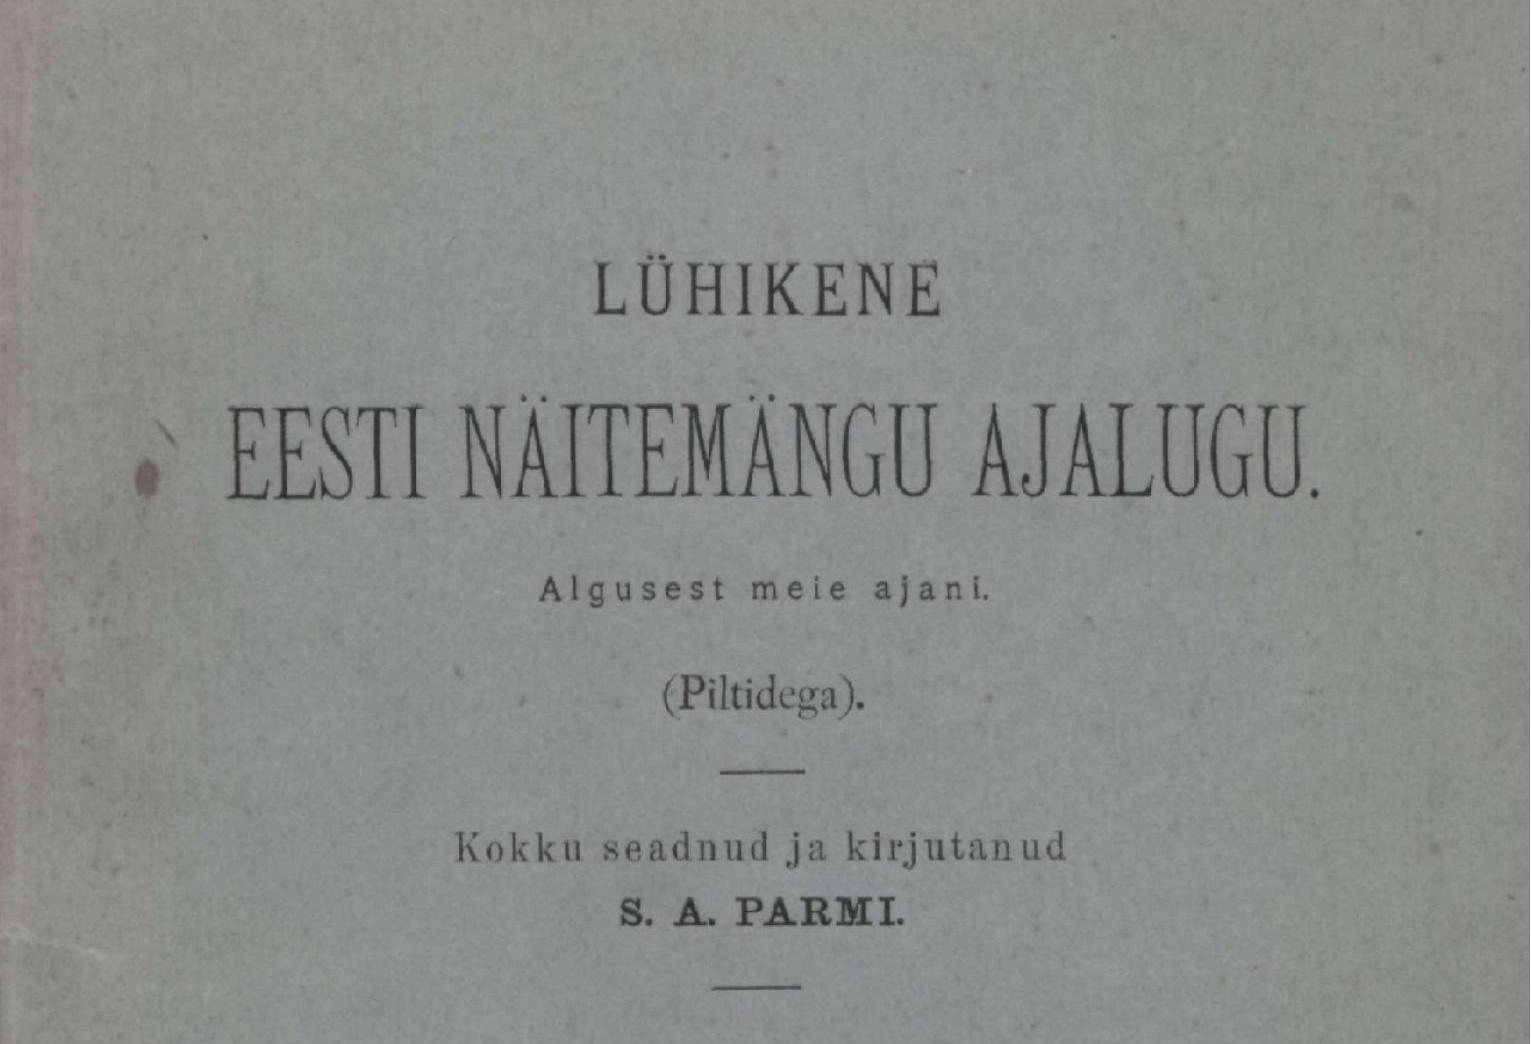 LÜHIKENE
EESTI NÄITEMÄNGU AJALUGU.
Algusest meie ajani.
(Piltidega).
Kokku seadnud ja kirjutanud
S. A. PARMI.